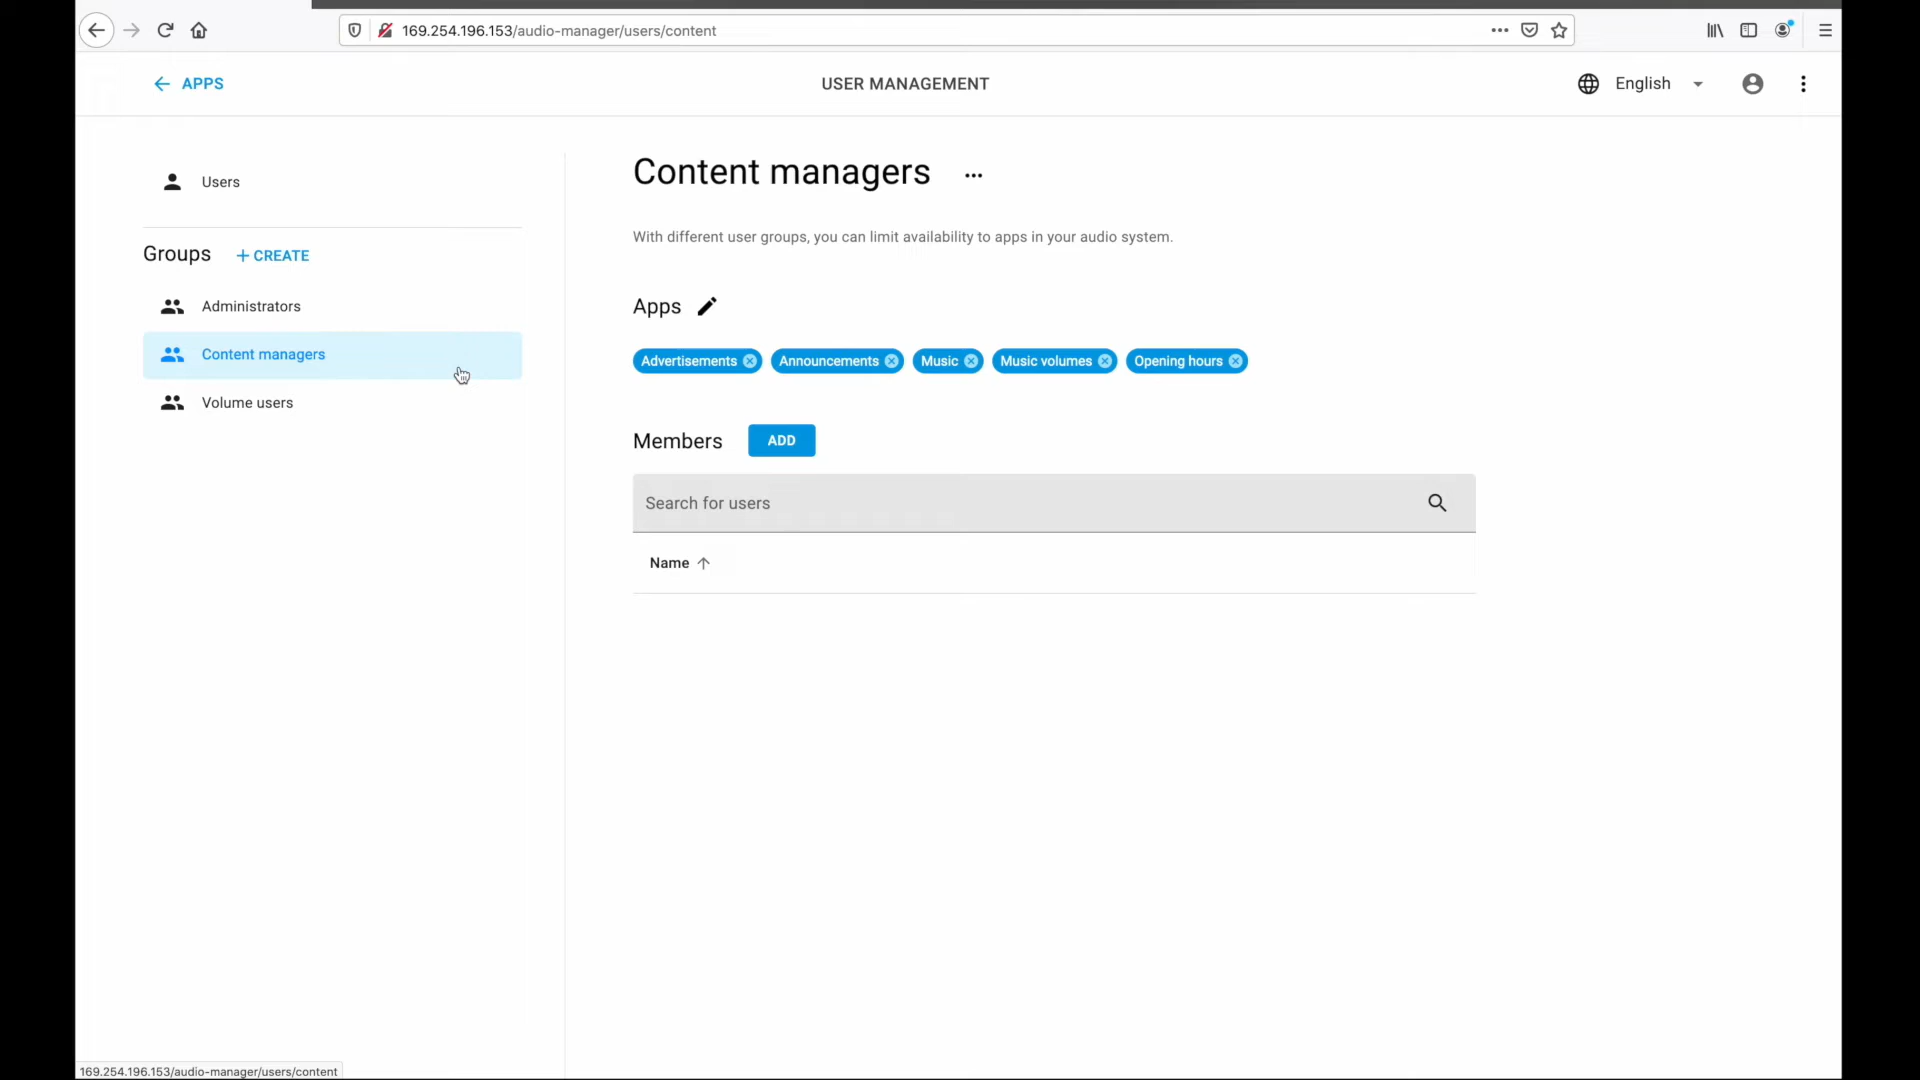 169.254.196.153/audio-manager/users/content
APPS
USER MANAGEMENT
English
Users
Groups
+ CREATE
Administrators
Content managers
Volume users
Content managers
With different user groups, you can limit availability to apps in your audio system.
Apps
Advertisements
Announcements
Music
Music volumes
Opening hours
Members
ADD
Search for users
Name
169.254.196.153/audio-manager/users/content